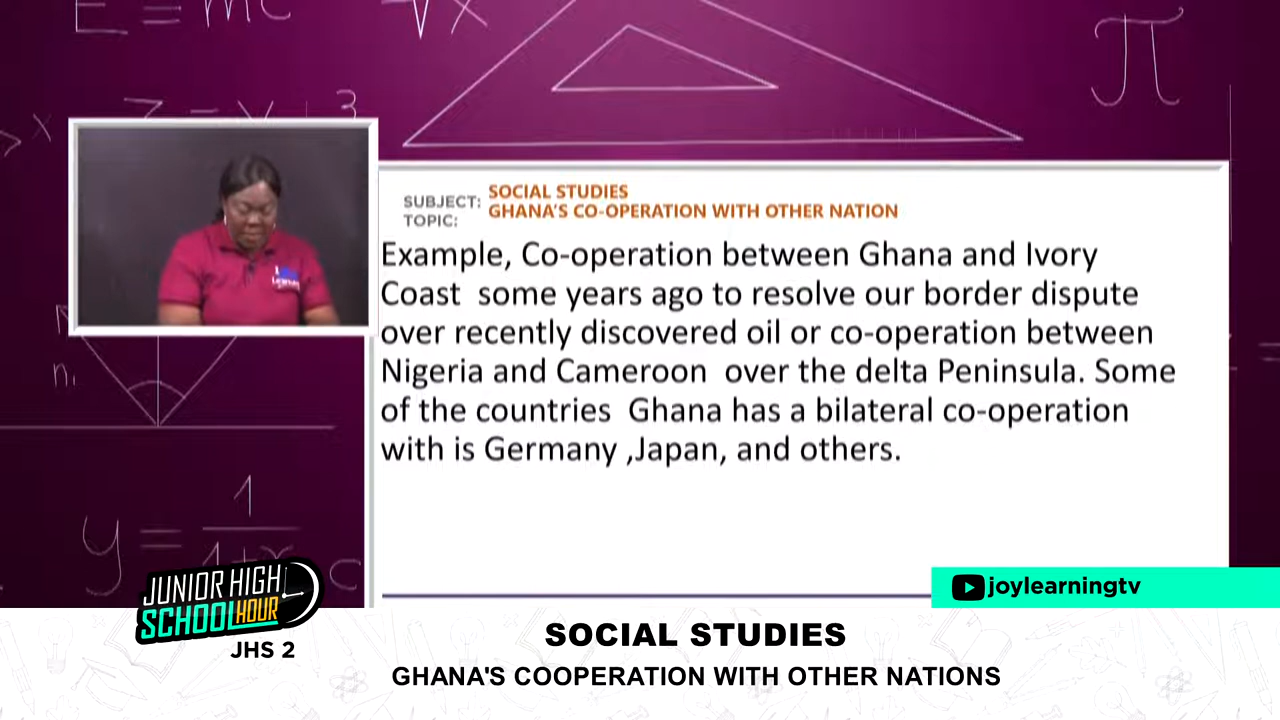 E = mc √x
π
> x z = y + 3
SUBJECT: SOCIAL STUDIES
TOPIC: GHANA'S CO-OPERATION WITH OTHER NATION
Example, Co-operation between Ghana and Ivory
Coast some years ago to resolve our border dispute
over recently discovered oil or co-operation between
Nigeria and Cameroon over the delta Peninsula. Some
of the countries Ghana has a bilateral co-operation
with is Germany ,Japan, and others.
y = 1
1+x c
joylearningtv
JUNIOR HIGH
SCHOOL HOUR
JHS 2
SOCIAL STUDIES
GHANA'S COOPERATION WITH OTHER NATIONS